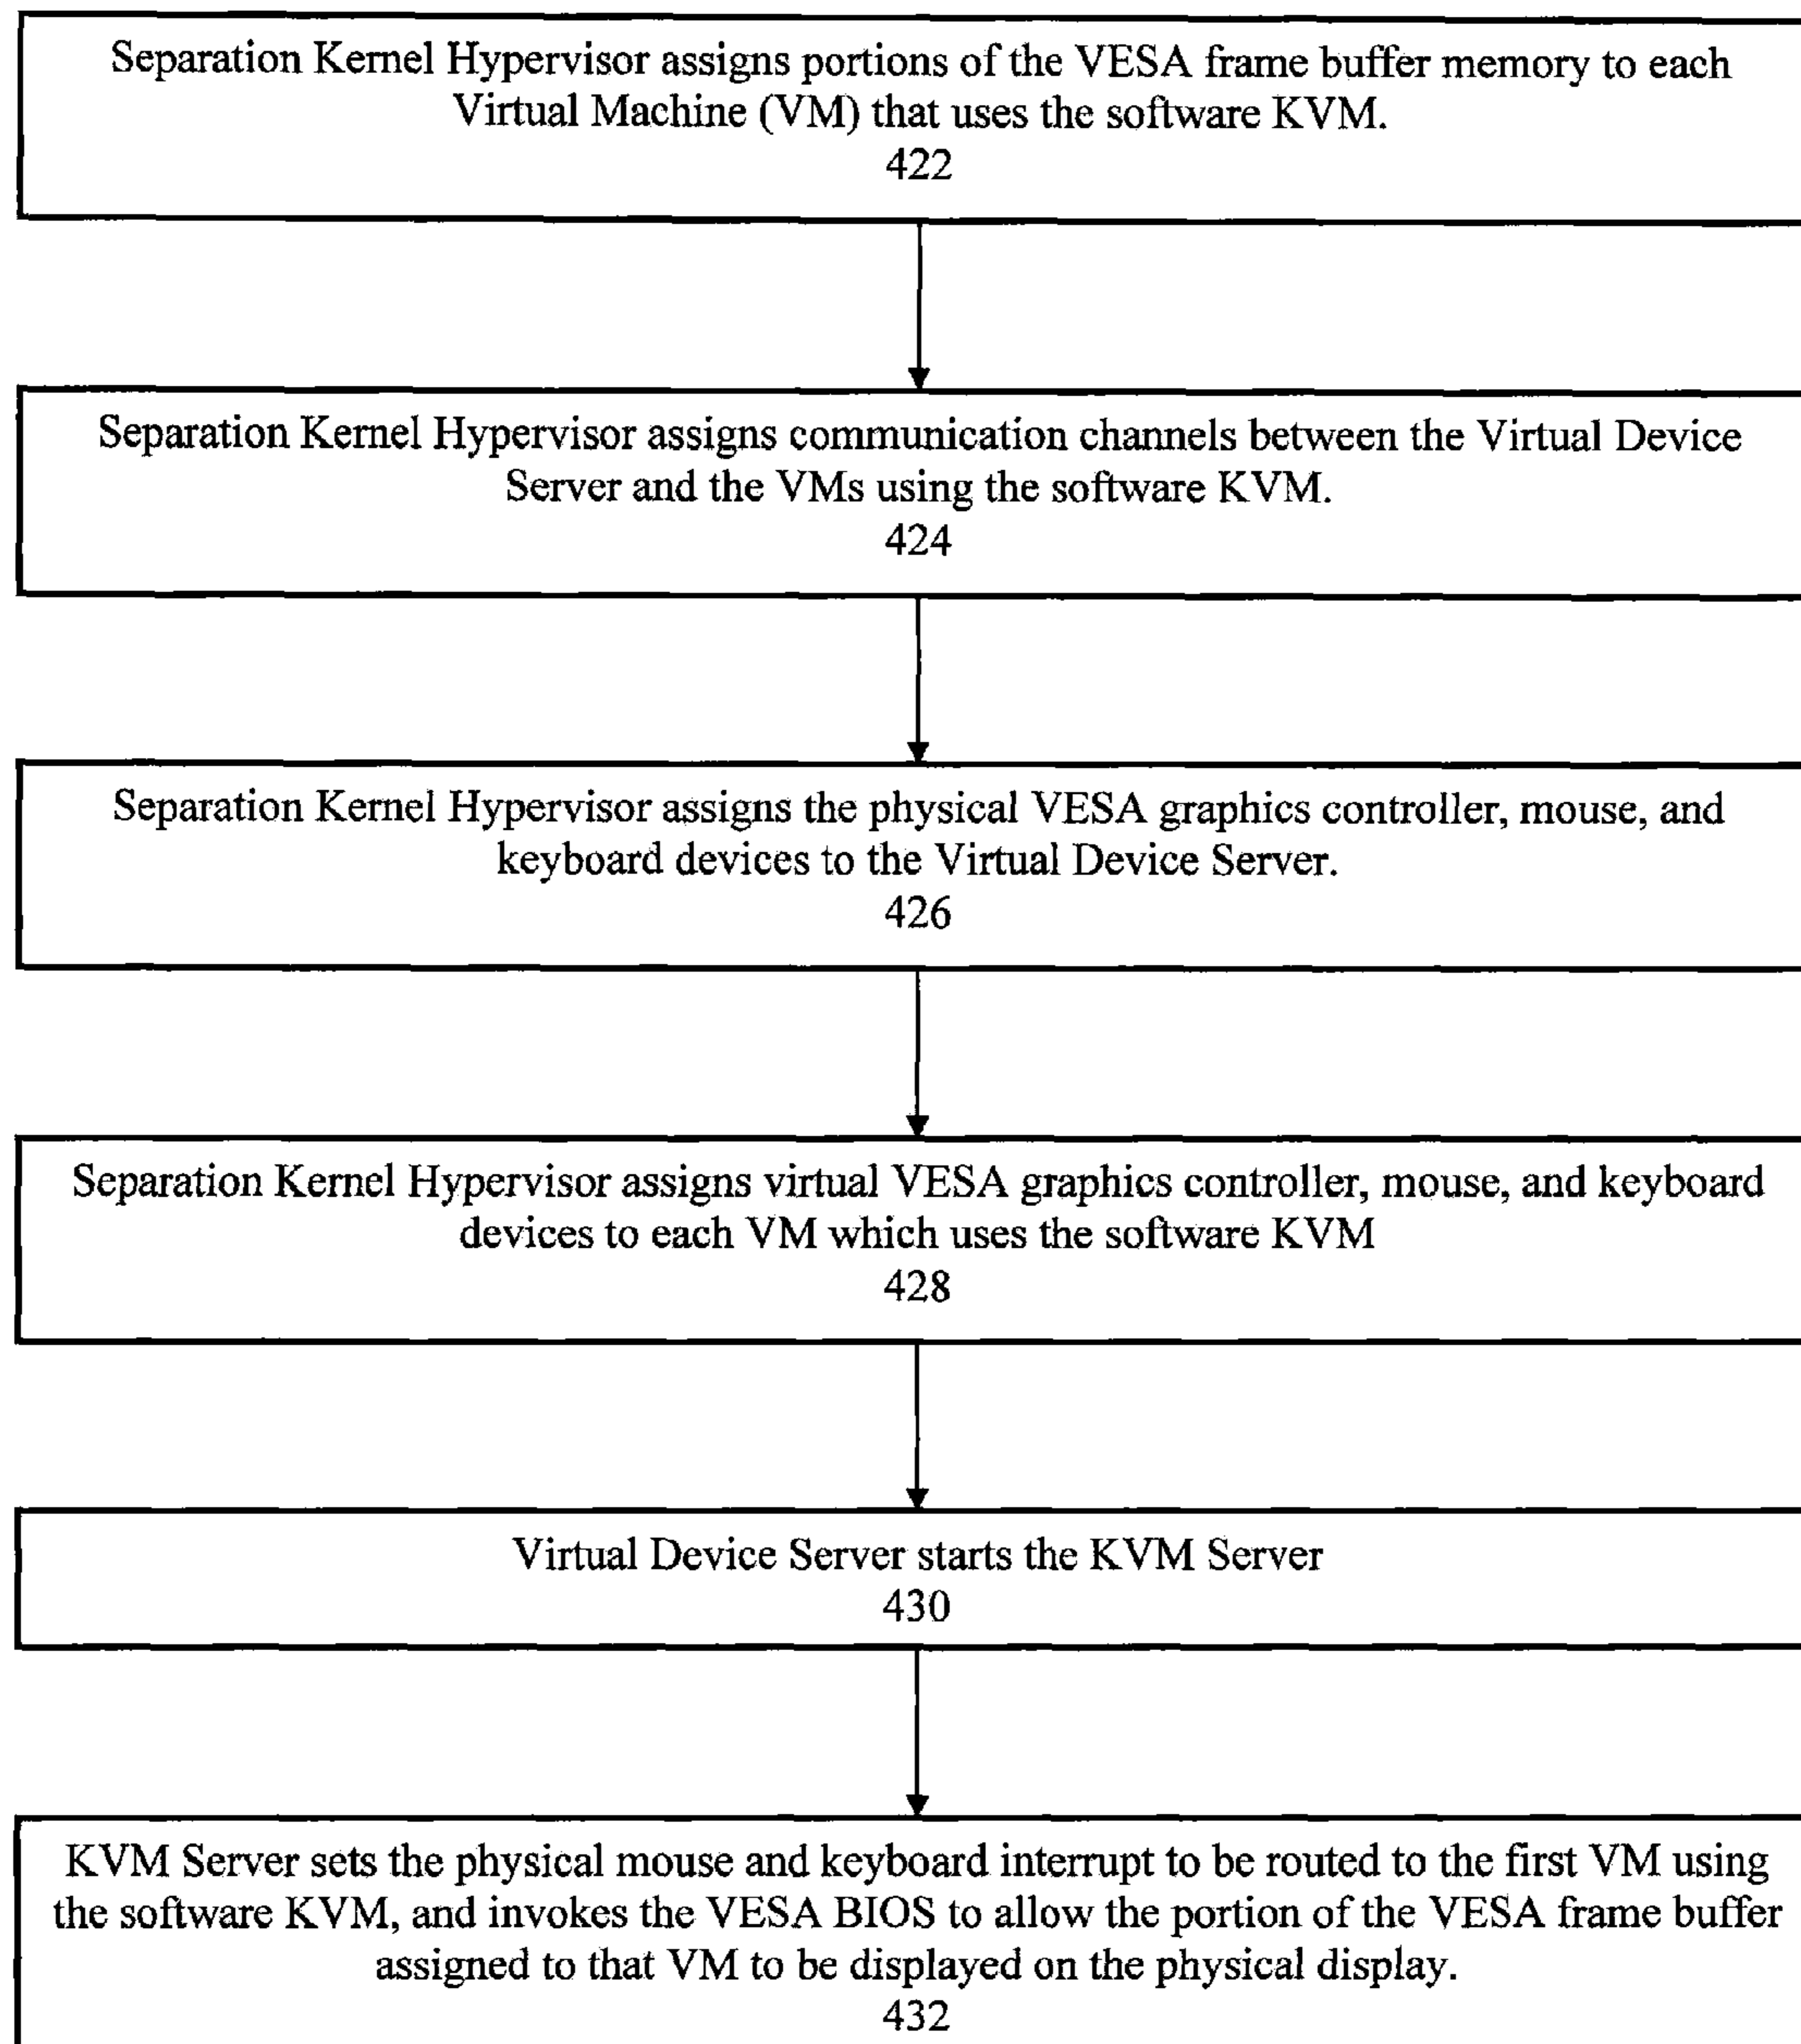 Separation Kernel Hypervisor assigns portions of the VESA frame buffer memory to each
Virtual Machine (VM) that uses the software KVM.
422
Separation Kernel Hypervisor assigns communication channels between the Virtual Device
Server and the VMs using the software KVM.
424
Separation Kernel Hypervisor assigns the physical VESA graphics controller, mouse, and
keyboard devices to the Virtual Device Server.
426
Separation Kernel Hypervisor assigns virtual VESA graphics controller, mouse, and keyboard
devices to each VM which uses the software KVM
428
Virtual Device Server starts the KVM Server
430
KVM Server sets the physical mouse and keyboard interrupt to be routed to the first VM using
the software KVM, and invokes the VESA BIOS to allow the portion of the VESA frame buffer
assigned to that VM to be displayed on the physical display.
432